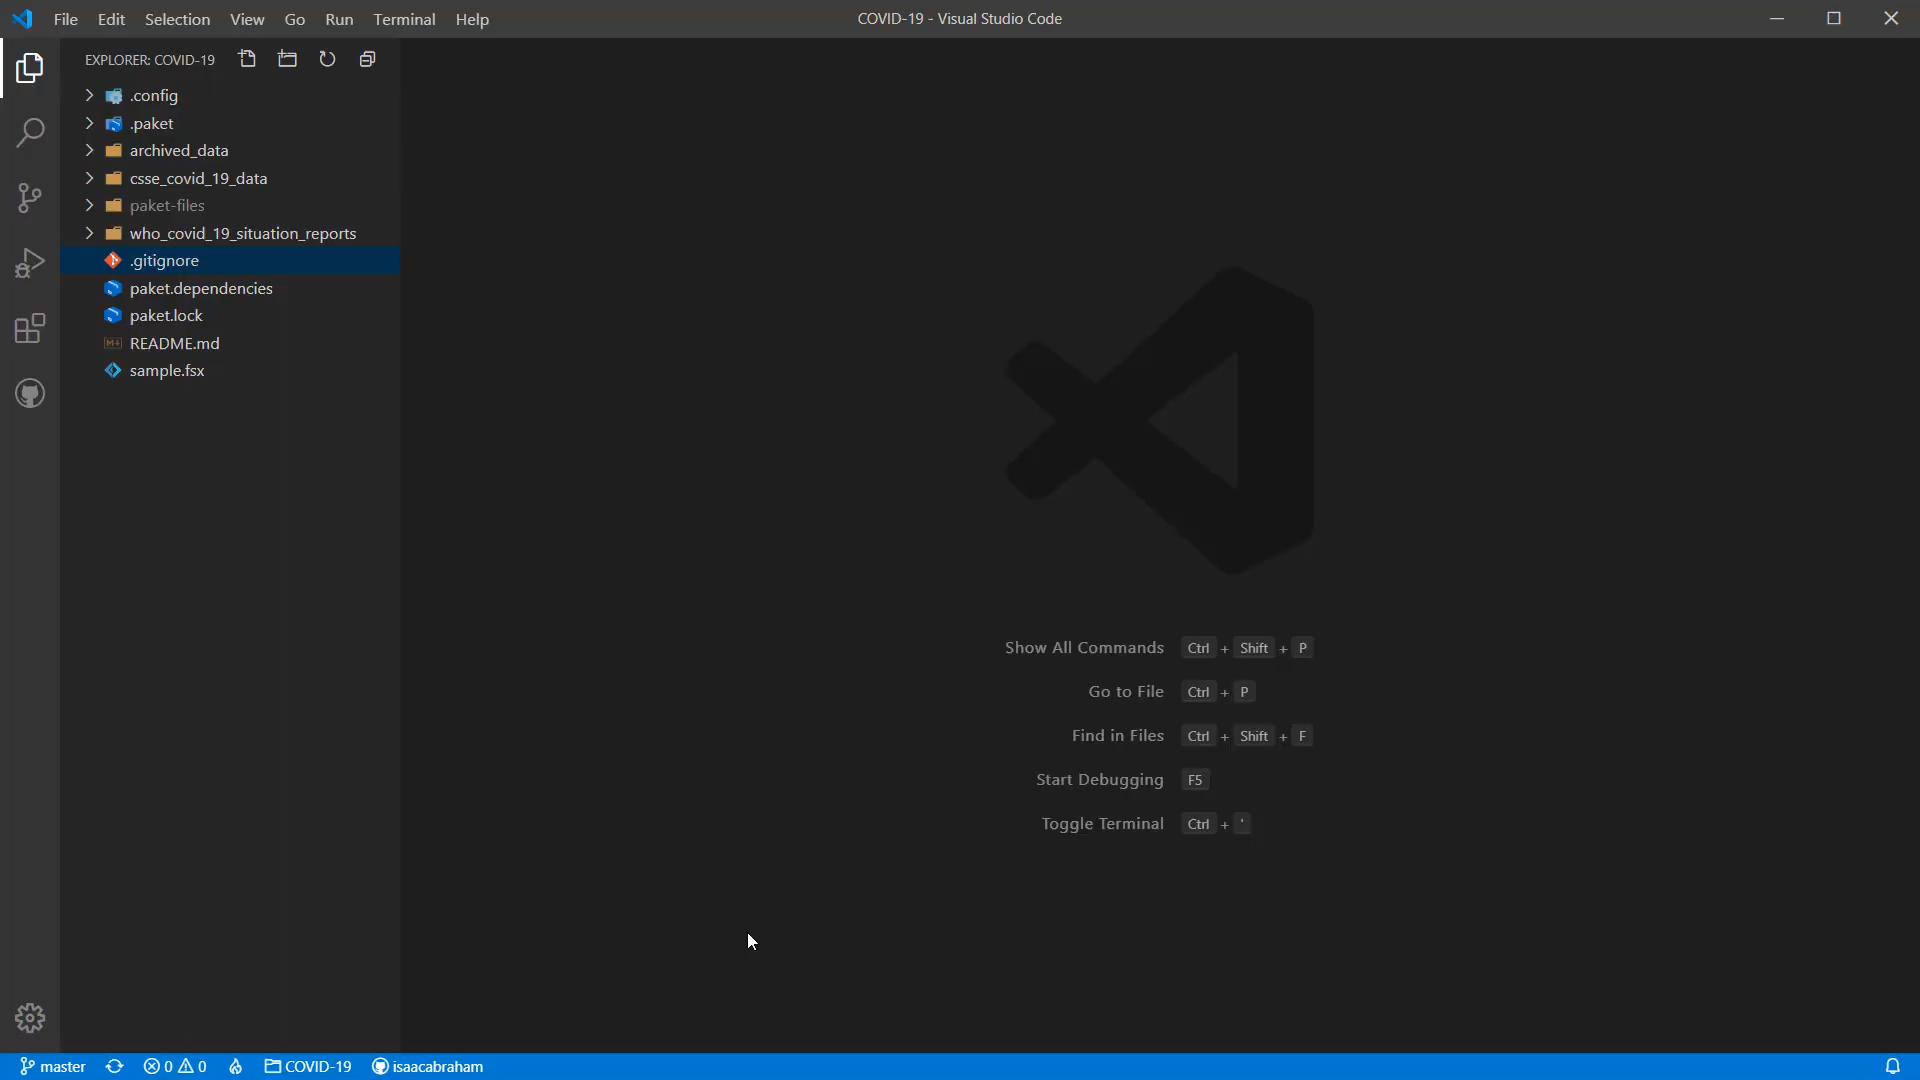 File Edit Selection View Go Run Terminal Help
COVID-19 - Visual Studio Code
EXPLORER: COVID-19
.config
.paket
archived_data
csse_covid_19_data
paket-files
who_covid_19_situation_reports
.gitignore
paket.dependencies
paket.lock
README.md
sample.fsx
Show All Commands Ctrl + Shift + P
Go to File Ctrl + P
Find in Files Ctrl + Shift + F
Start Debugging F5
Toggle Terminal Ctrl + '
master 0 0 COVID-19 isaacabraham